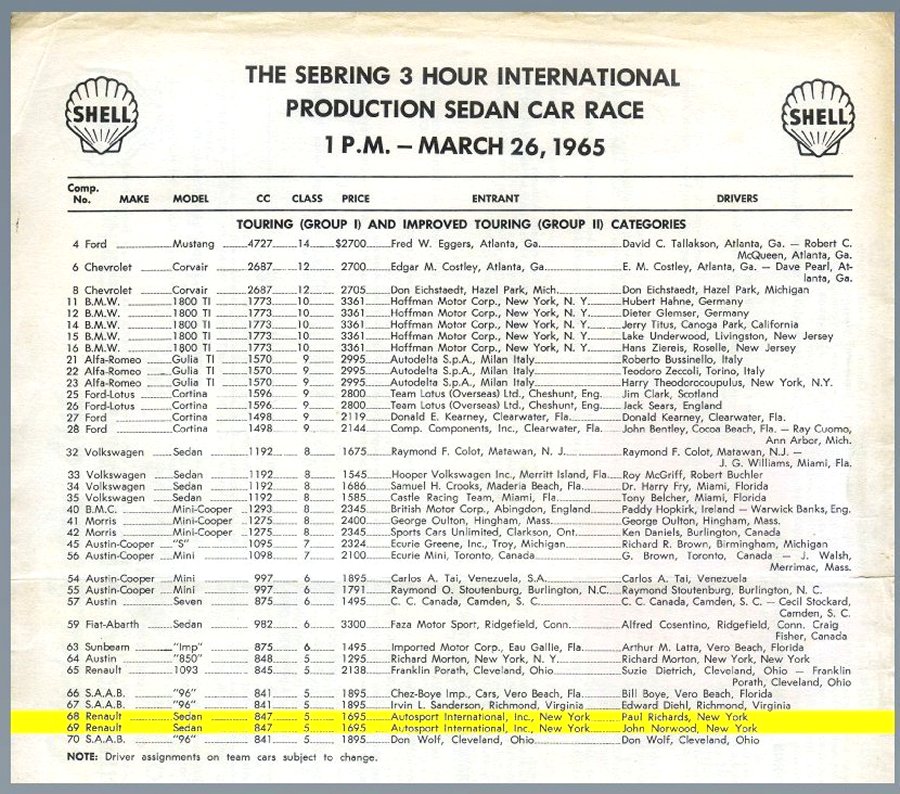 THE SEBRING 3 HOUR INTERNATIONAL
PRODUCTION SEDAN CAR RACE
1 P.M. — MARCH 26, 1965
SHELL
SHELL
Comp.
No. MAKE MODEL CC CLASS PRICE ENTRANT DRIVERS
TOURING (GROUP I) AND IMPROVED TOURING (GROUP II) CATEGORIES
4 Ford Mustang 4727 14 $2700 Fred W. Eggers, Atlanta, Ga. David C. Tallakson, Atlanta, Ga. — Robert C.
McQueen, Atlanta, Ga.
6 Chevrolet Corvair 2687 12 2700 Edgar M. Costley, Atlanta, Ga. E. M. Costley, Atlanta, Ga. — Dave Pearl, At-
lanta, Ga.
8 Chevrolet Corvair 2687 12 2705 Don Eichstaedt, Hazel Park, Mich. Don Eichstaedt, Hazel Park, Michigan
11 B.M.W. 1800 TI 1773 10 3361 Hoffman Motor Corp., New York, N. Y. Hubert Hahne, Germany
12 B.M.W. 1800 TI 1773 10 3361 Hoffman Motor Corp., New York, N. Y. Dieter Glemser, Germany
14 B.M.W. 1800 TI 1773 10 3361 Hoffman Motor Corp., New York, N. Y. Jerry Titus, Canoga Park, California
15 B.M.W. 1800 TI 1773 10 3361 Hoffman Motor Corp., New York, N. Y. Lake Underwood, Livingston, New Jersey
16 B.M.W. 1800 TI 1773 10 3361 Hoffman Motor Corp., New York, N. Y. Hans Ziereis, Roselle, New Jersey
21 Alfa-Romeo Gulia TI 1570 9 2995 Autodelta S.p.A., Milan Italy Roberto Bussinello, Italy
22 Alfa-Romeo Gulia TI 1570 9 2995 Autodelta S.p.A., Milan Italy Teodoro Zeccoli, Torino, Italy
23 Alfa-Romeo Gulia TI 1570 9 2995 Autodelta S.p.A., Milan Italy Harry Theodorocoupulus, New York, N.Y.
25 Ford-Lotus Cortina 1596 9 2800 Team Lotus (Overseas) Ltd., Cheshunt, Eng. Jim Clark, Scotland
26 Ford-Lotus Cortina 1596 9 2800 Team Lotus (Overseas) Ltd., Cheshunt, Eng. Jack Sears, England
27 Ford Cortina 1498 9 2119 Donald E. Kearney, Clearwater, Fla. Donald Kearney, Clearwater, Fla.
28 Ford Cortina 1498 9 2144 Comp. Components, Inc., Clearwater, Fla. John Bentley, Cocoa Beach, Fla. — Ray Cuomo,
Ann Arbor, Mich.
32 Volkswagen Sedan 1192 8 1675 Raymond F. Colot, Matawan, N. J. Raymond F. Colot, Matawan, N.J. —
J. G. Williams, Miami, Fla.
33 Volkswagen Sedan 1192 8 1545 Hooper Volkswagen Inc., Merritt Island, Fla. Roy McGriff, Robert Buchler
34 Volkswagen Sedan 1192 8 1686 Samuel H. Crooks, Maderia Beach, Fla. Dr. Harry Fry, Miami, Florida
35 Volkswagen Sedan 1192 8 1585 Castle Racing Team, Miami, Fla. Tony Belcher, Miami, Florida
40 B.M.C. Mini-Cooper 1293 8 2345 British Motor Corp., Abingdon, England Paddy Hopkirk, Ireland — Warwick Banks, Eng.
41 Morris Mini-Cooper 1275 8 2400 George Oulton, Hingham, Mass. George Oulton, Hingham, Mass.
42 Morris Mini-Cooper 1275 8 2345 Sports Cars Unlimited, Clarkson, Ont. Ken Daniels, Burlington, Canada
45 Austin-Cooper "S" 1095 7 2324 Ecurie Greene, Inc., Troy, Michigan Richard R. Brown, Birmingham, Michigan
56 Austin-Cooper Mini 1098 7 2100 Ecurie Mini, Toronto, Canada G. Brown, Toronto, Canada — J. Walsh,
Merrimac, Mass.
54 Austin-Cooper Mini 997 6 1895 Carlos A. Tai, Venezuela, S.A. Carlos A. Tai, Venezuela
55 Austin-Cooper Mini 997 6 1791 Raymond O. Stoutenburg, Burlington, N.C. Raymond Stoutenburg, Burlington, N. C.
57 Austin Seven 875 6 1495 C. C. Canada, Camden, S. C. C. C. Canada, Camden, S. C. — Cecil Stockard,
Camden, S. C.
59 Fiat-Abarth Sedan 982 6 3300 Faza Motor Sport, Ridgefield, Conn. Alfred Cosentino, Ridgefield, Conn. Craig
Fisher, Canada
63 Sunbeam "Imp" 875 6 1495 Imported Motor Corp., Eau Gallie, Fla. Arthur M. Latta, Vero Beach, Florida
64 Austin "850" 848 5 1295 Richard Morton, New York, N. Y. Richard Morton, New York, New York
65 Renault 1093 845 5 2138 Franklin Porath, Cleveland, Ohio Suzie Dietrich, Cleveland, Ohio — Franklin
Porath, Cleveland, Ohio
66 S.A.A.B. "96" 841 5 1895 Chez-Boye Imp., Cars, Vero Beach, Fla. Bill Boye, Vero Beach, Florida
67 S.A.A.B. "96" 841 5 1895 Irvin L. Sanderson, Richmond, Virginia Edward Diehl, Richmond, Virginia
68 Renault Sedan 847 5 1695 Autosport International, Inc., New York Paul Richards, New York
69 Renault Sedan 847 5 1695 Autosport International, Inc., New York John Norwood, New York
70 S.A.A.B. "96" 841 5 1895 Don Wolf, Cleveland, Ohio Don Wolf, Cleveland, Ohio
NOTE: Driver assignments on team cars subject to change.